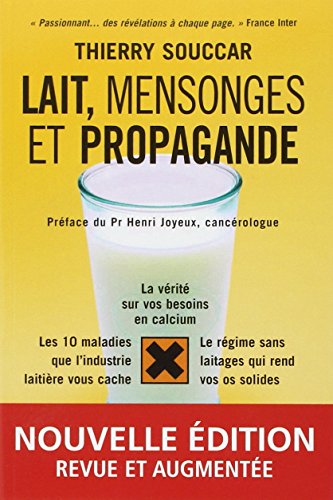 « Passionnant... des révélations à chaque page. » France Inter
THIERRY SOUCCAR
LAIT, MENSONGES
ET PROPAGANDE
Préface du Pr Henri Joyeux, cancérologue
La vérité
sur vos besoins
en calcium
Les 10 maladies
que l'industrie
laitière vous cache
Le régime sans
laitages qui rend
vos os solides
NOUVELLE ÉDITION
REVUE ET AUGMENTÉE